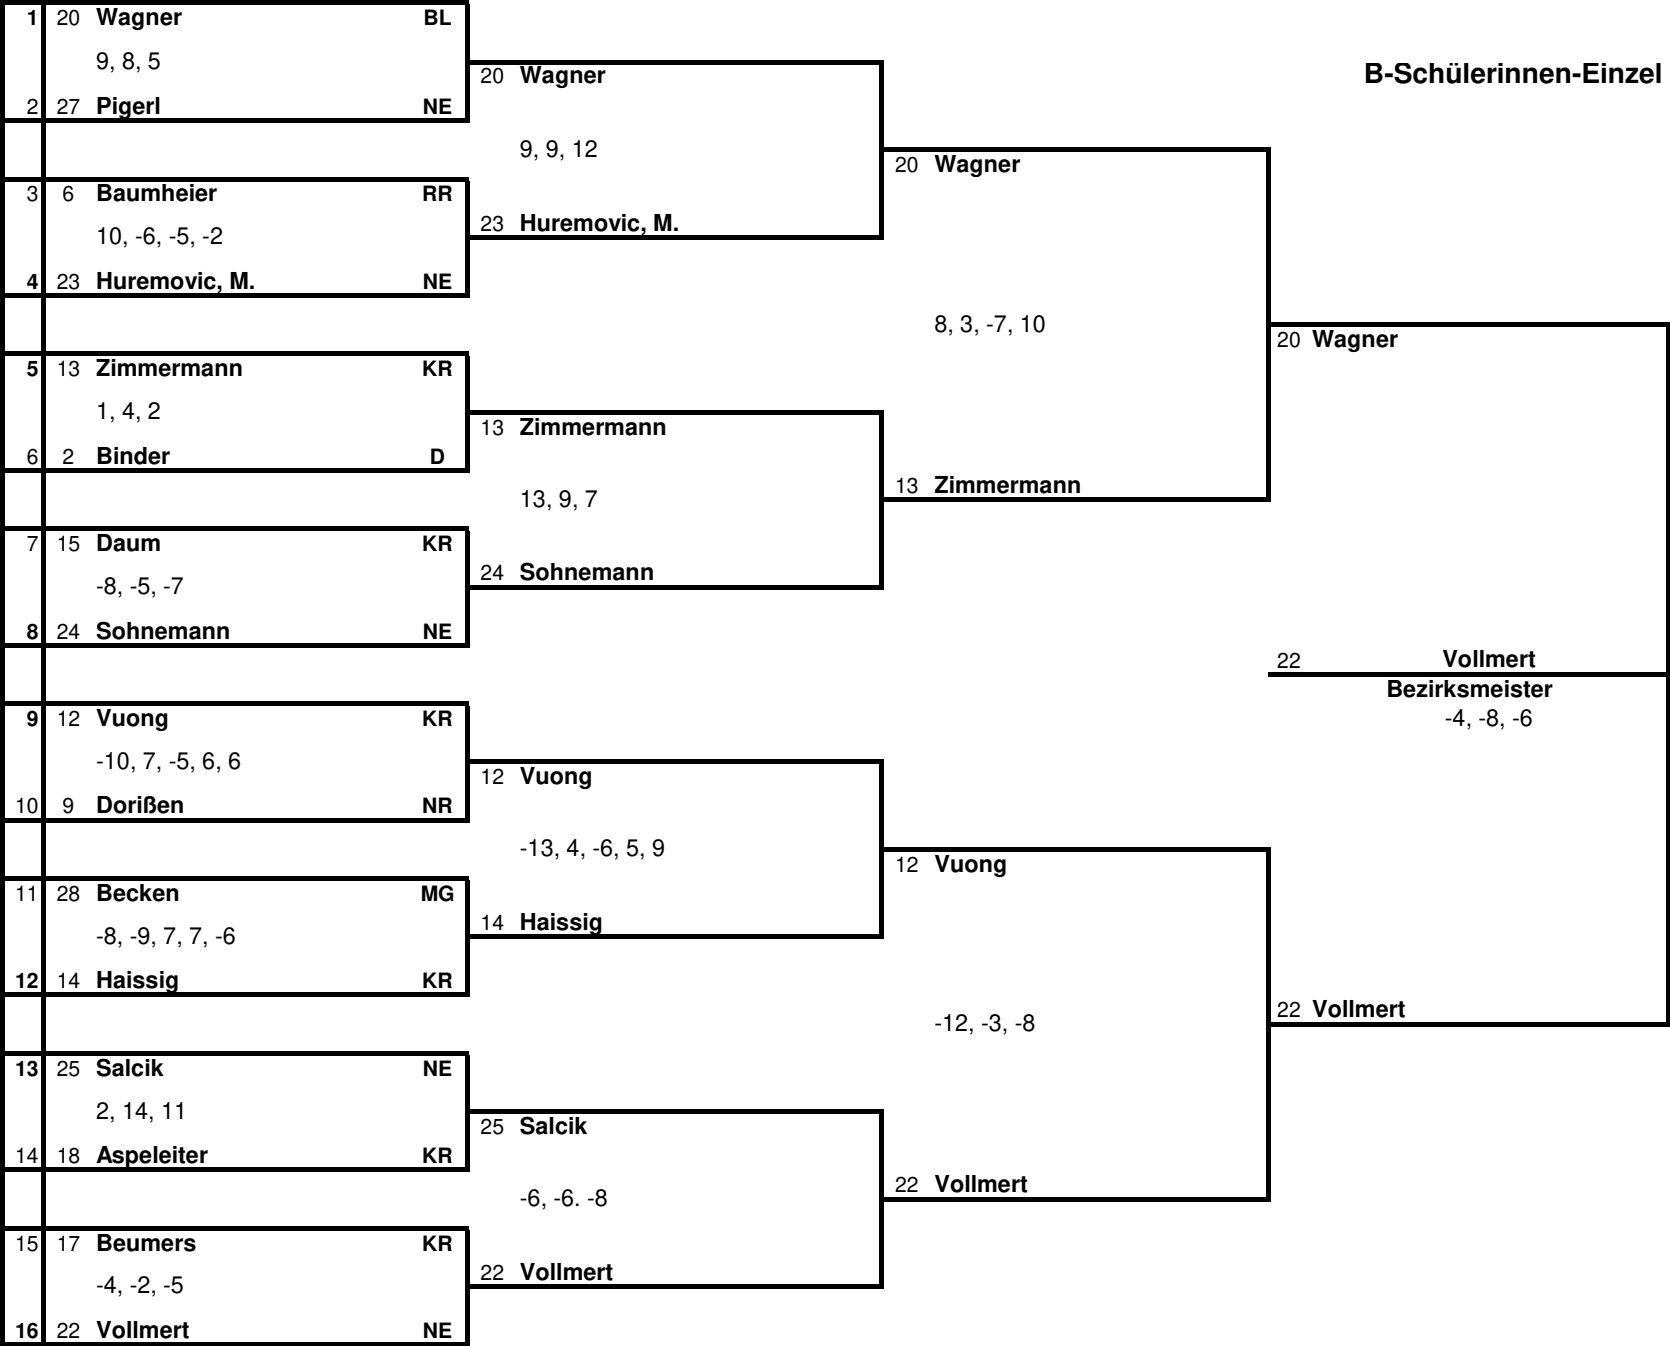 B-Schülerinnen-Einzel
1 20 Wagner BL
9, 8, 5
2 27 Pigerl NE
3 6 Baumheier RR
10, -6, -5, -2
4 23 Huremovic, M. NE
5 13 Zimmermann KR
1, 4, 2
6 2 Binder D
7 15 Daum KR
-8, -5, -7
8 24 Sohnemann NE
9 12 Vuong KR
-10, 7, -5, 6, 6
10 9 Dorißen NR
11 28 Becken MG
-8, -9, 7, 7, -6
12 14 Haissig KR
13 25 Salcik NE
2, 14, 11
14 18 Aspeleiter KR
15 17 Beumers KR
-4, -2, -5
16 22 Vollmert NE
20 Wagner
9, 9, 12
23 Huremovic, M.
13 Zimmermann
13, 9, 7
24 Sohnemann
12 Vuong
-13, 4, -6, 5, 9
14 Haissig
25 Salcik
-6, -6. -8
22 Vollmert
20 Wagner
8, 3, -7, 10
13 Zimmermann
12 Vuong
-12, -3, -8
22 Vollmert
20 Wagner
22 Vollmert
Bezirksmeister
-4, -8, -6
22 Vollmert